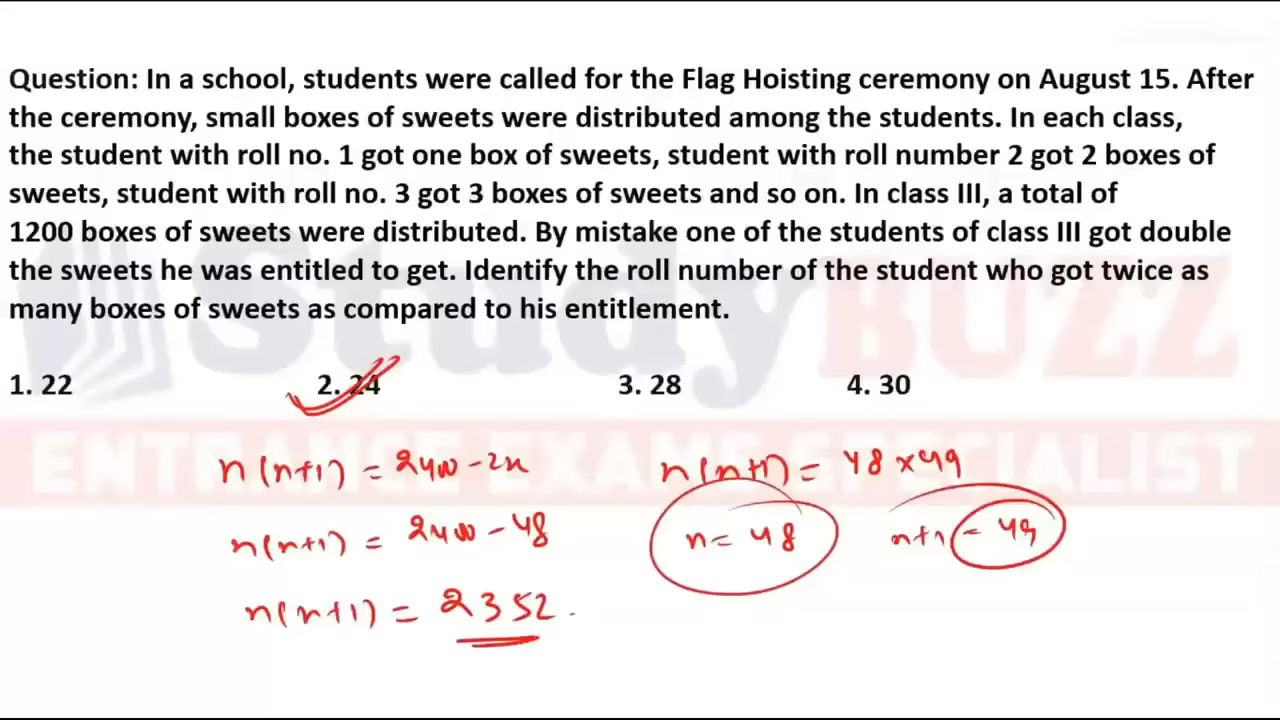 Question: In a school, students were called for the Flag Hoisting ceremony on August 15. After
the ceremony, small boxes of sweets were distributed among the students. In each class,
the student with roll no. 1 got one box of sweets, student with roll number 2 got 2 boxes of
sweets, student with roll no. 3 got 3 boxes of sweets and so on. In class III, a total of
1200 boxes of sweets were distributed. By mistake one of the students of class III got double
the sweets he was entitled to get. Identify the roll number of the student who got twice as
many boxes of sweets as compared to his entitlement.
StudyBUZZ
1. 22 2. 24 3. 28 4. 30
ENTRANCE EXAMS SPECIALIST
n(n+1) = 2400 - 2x n(n+1) = 48 x 49
n(n+1) = 2400 - 48 n = 48 n+1 = 49
n(n+1) = 2352